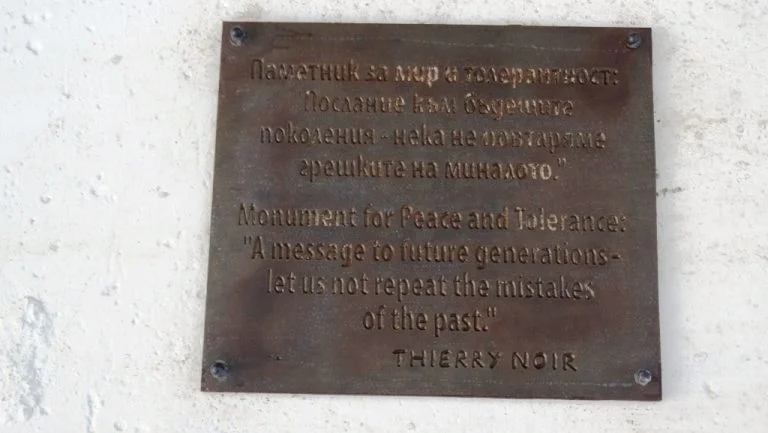 Паметник за мир и толерантност:
Послание към бъдещите
поколения - нека не повтаряме
грешките на миналото."
Monument for Peace and Tolerance:
"A message to future generations-
let us not repeat the mistakes
of the past."
THIERRY NOIR